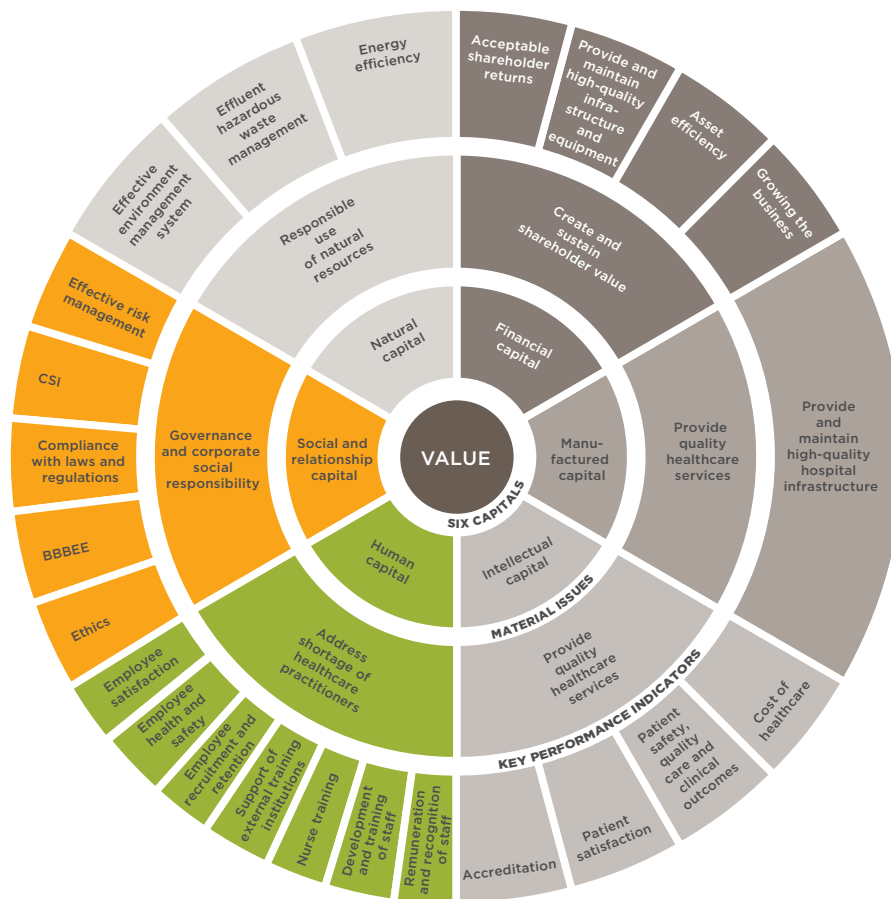 Energy
efficiency
Effluent
hazardous
waste
management
Effective
environment
management
system
Acceptable
shareholder
returns
Provide and
maintain
high-quality
infra-
structure
and
equipment
Asset
efficiency
Growing the
business
Responsible
use
of natural
resources
Create and
sustain
shareholder value
Natural
capital
Financial
capital
Effective risk
management
CSI
Compliance
with laws and
regulations
BBBEE
Ethics
Governance
and corporate
social
responsibility
Social and
relationship
capital
VALUE
Manu-
factured
capital
Provide
quality
healthcare
services
Provide
and
maintain
high-quality
hospital
infrastructure
SIX CAPITALS
Human
capital
Intellectual
capital
MATERIAL ISSUES
Address
shortage of
healthcare
practitioners
Provide
quality
healthcare
services
KEY PERFORMANCE INDICATORS
Employee
satisfaction
Employee
health and
safety
Employee
recruitment and
retention
Support of
external training
institutions
Nurse training
Development
and training
of staff
Remuneration
and recognition
of staff
Accreditation
Patient
satisfaction
Patient
safety,
quality
care and
clinical
outcomes
Cost of
healthcare